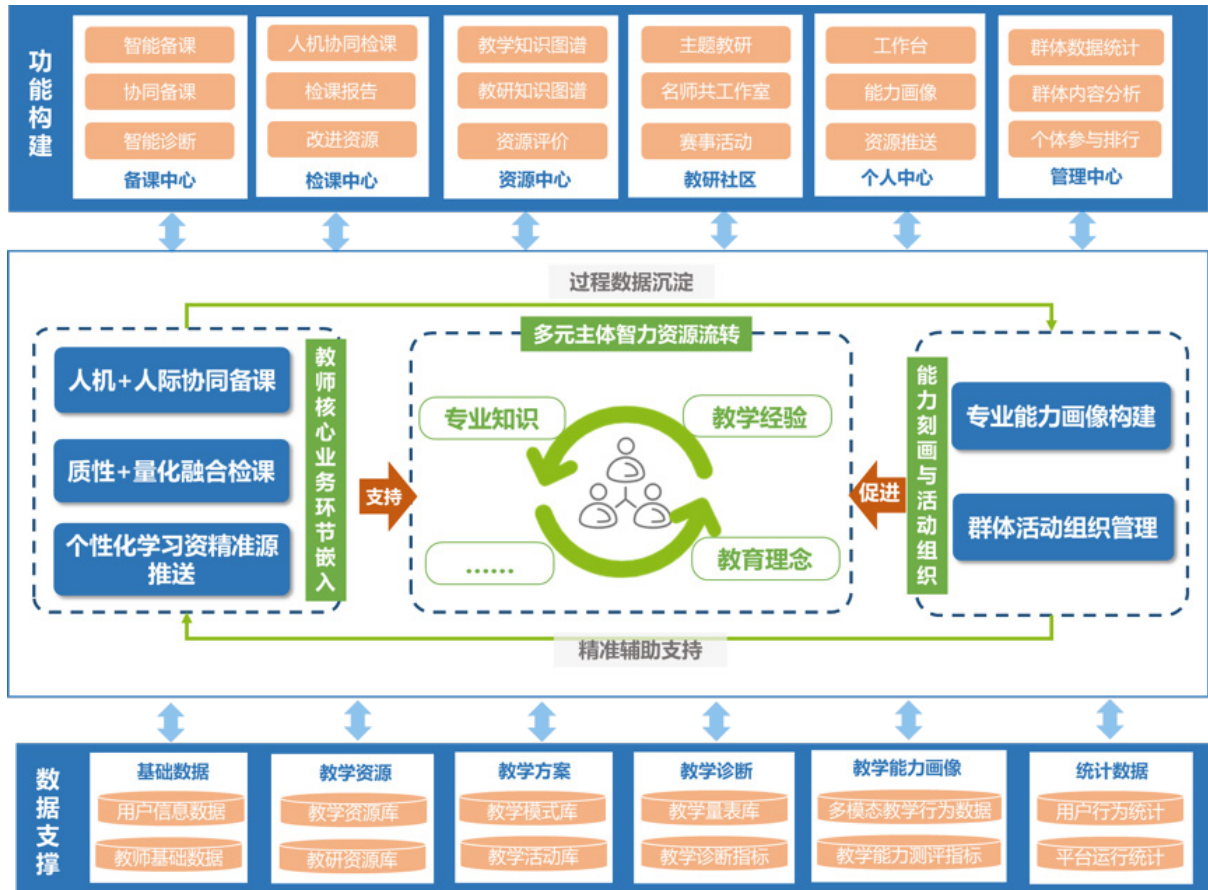 功能构建
智能备课
协同备课
智能诊断
备课中心
人机协同检课
检课报告
改进资源
检课中心
教学知识图谱
教研知识图谱
资源评价
资源中心
主题教研
名师共工作室
赛事活动
教研社区
工作台
能力画像
资源推送
个人中心
群体数据统计
群体内容分析
个体参与排行
管理中心
过程数据沉淀
人机+人际协同备课
质性+量化融合检课
个性化学习资精准源
推送
教师核心业务环节嵌入
支持
多元主体智力资源流转
专业知识
教学经验
......
教育理念
促进
能力刻画与活动组织
专业能力画像构建
群体活动组织管理
精准辅助支持
数据支撑
基础数据
用户信息数据
教师基础数据
教学资源
教学资源库
教研资源库
教学方案
教学模式库
教学活动库
教学诊断
教学量表库
教学诊断指标
教学能力画像
多模态教学行为数据
教学能力测评指标
统计数据
用户行为统计
平台运行统计